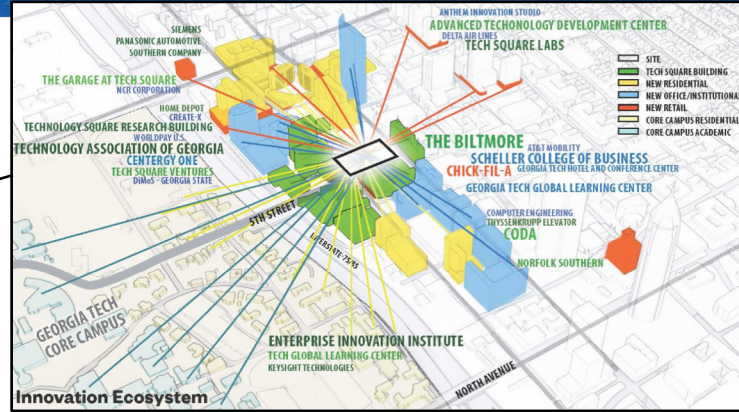 ANTHEM INNOVATION STUDIO
ADVANCED TECHONOLOGY DEVELOPMENT CENTER
DELTA AIR LINES
TECH SQUARE LABS
SIEMENS
PANASONIC AUTOMOTIVE
SOUTHERN COMPANY
THE GARAGE AT TECH SQUARE
NCR CORPORATION
HOME DEPOT
CREATE-X
TECHNOLOGY SQUARE RESEARCH BUILDING
WORLDPAY U.S.
TECHNOLOGY ASSOCIATION OF GEORGIA
CENTERGY ONE
TECH SQUARE VENTURES
DiMoS - GEORGIA STATE
SITE
TECH SQUARE BUILDING
NEW RESIDENTIAL
NEW OFFICE/INSTITUTIONAL
NEW RETAIL
CORE CAMPUS RESIDENTIAL
CORE CAMPUS ACADEMIC
THE BILTMORE
AT&T MOBILITY
SCHELLER COLLEGE OF BUSINESS
CHICK-FIL-A
GEORGIA TECH HOTEL AND CONFERENCE CENTER
GEORGIA TECH GLOBAL LEARNING CENTER
COMPUTER ENGINEERING
THYSSENKRUPP ELEVATOR
CODA
NORFOLK SOUTHERN
5TH STREET
INTERSTATE-75/85
GEORGIA TECH
CORE CAMPUS
ENTERPRISE INNOVATION INSTITUTE
TECH GLOBAL LEARNING CENTER
KEYSIGHT TECHNOLOGIES
NORTH AVENUE
Innovation Ecosystem